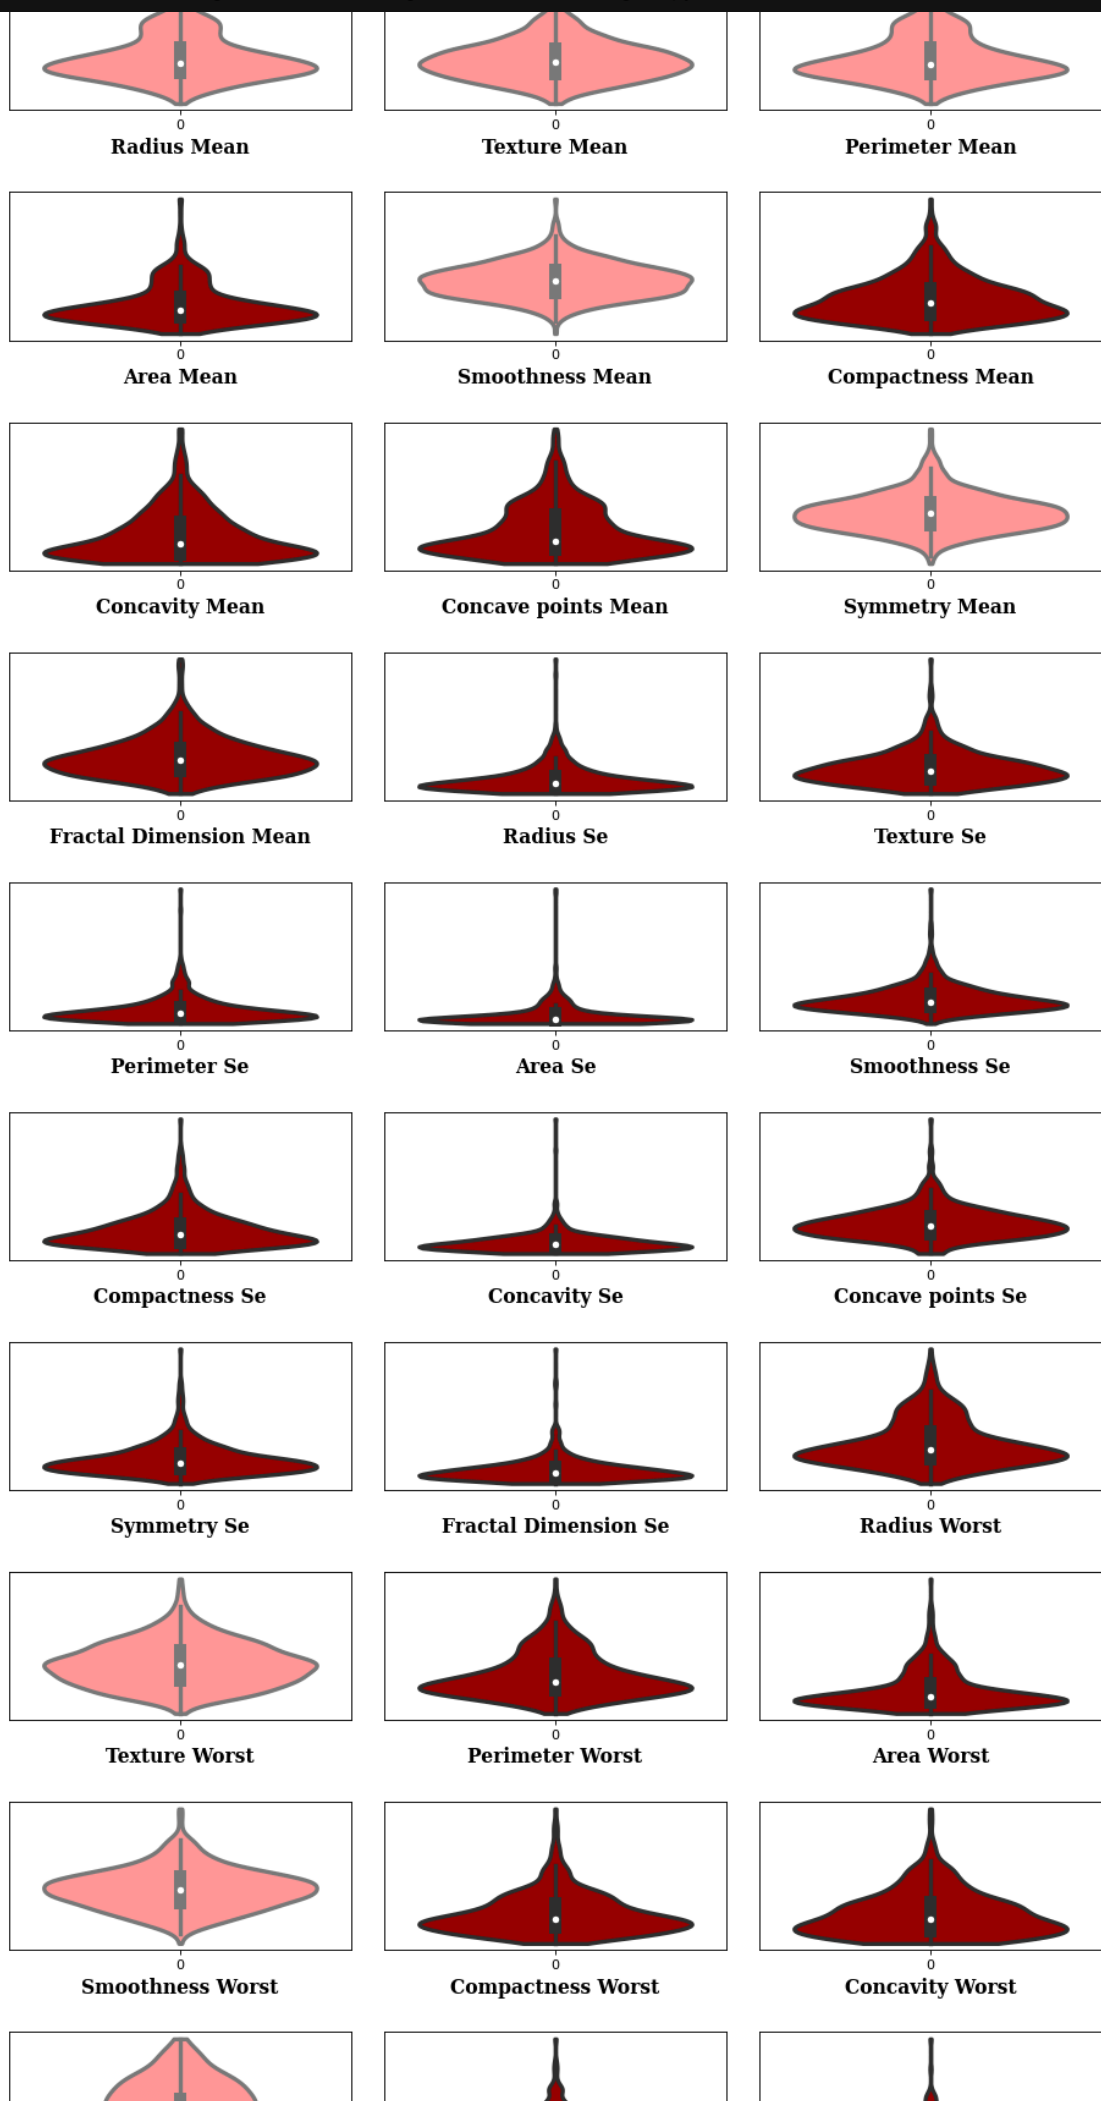 0 0 0
Radius Mean Texture Mean Perimeter Mean
0 0 0
Area Mean Smoothness Mean Compactness Mean
0 0 0
Concavity Mean Concave points Mean Symmetry Mean
0 0 0
Fractal Dimension Mean Radius Se Texture Se
0 0 0
Perimeter Se Area Se Smoothness Se
0 0 0
Compactness Se Concavity Se Concave points Se
0 0 0
Symmetry Se Fractal Dimension Se Radius Worst
0 0 0
Texture Worst Perimeter Worst Area Worst
0 0 0
Smoothness Worst Compactness Worst Concavity Worst